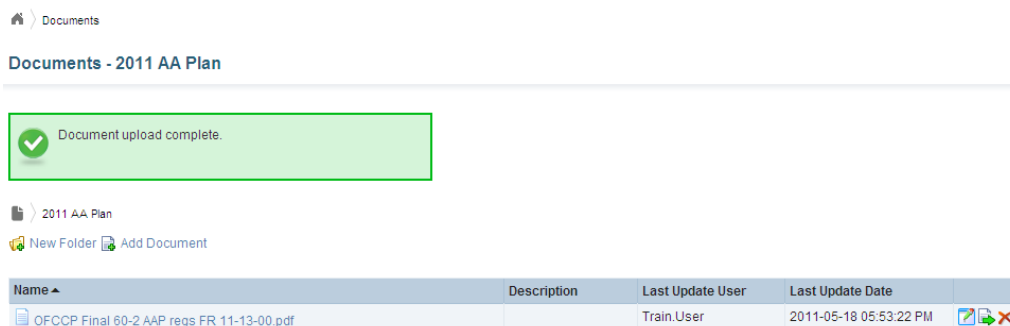 Documents
Documents - 2011 AA Plan
Document upload complete.
2011 AA Plan
New Folder Add Document
Name Description Last Update User Last Update Date
OFCCP Final 60-2 AAP regs FR 11-13-00.pdf Train.User 2011-05-18 05:53:22 PM